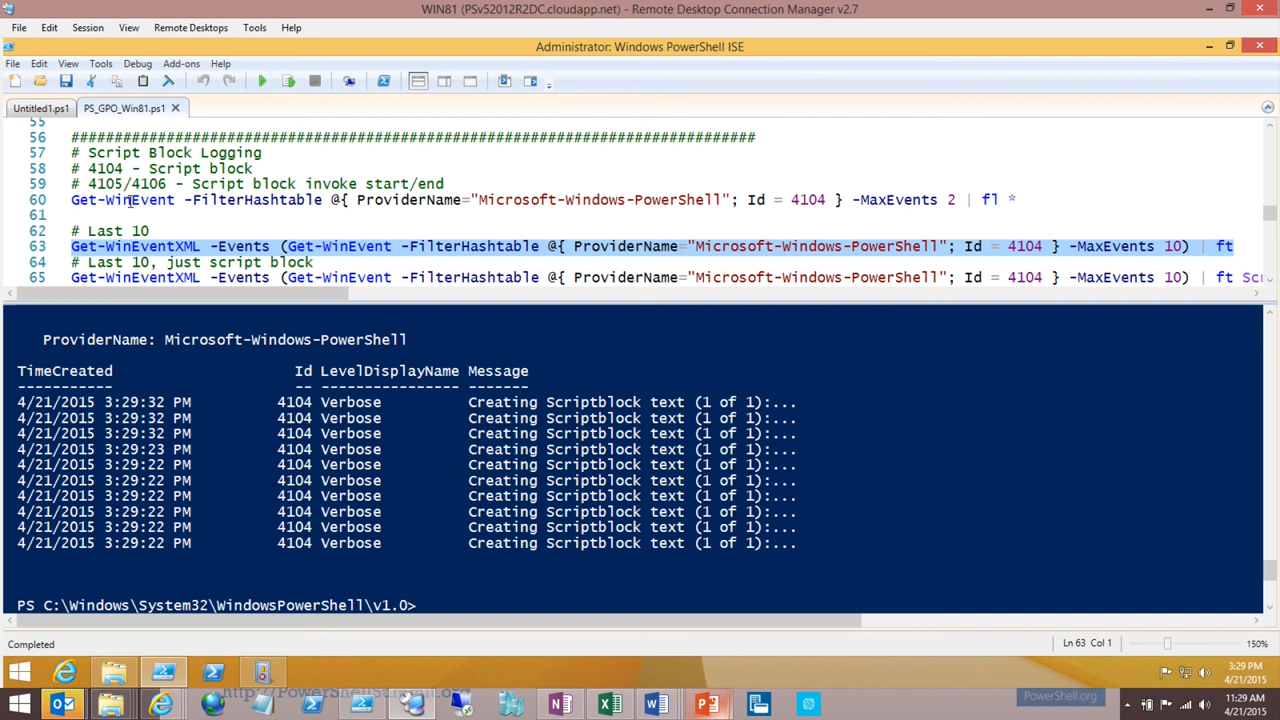 WIN81 (PSv52012R2DC.cloudapp.net) - Remote Desktop Connection Manager v2.7
File Edit Session View Remote Desktops Tools Help
Administrator: Windows PowerShell ISE
File Edit View Tools Debug Add-ons Help
Untitled1.ps1 PS_GPO_Win81.ps1
55
56 ###############################################################################
57 # Script Block Logging
58 # 4104 - Script block
59 # 4105/4106 - Script block invoke start/end
60 Get-WinEvent -FilterHashtable @{ ProviderName="Microsoft-Windows-PowerShell"; Id = 4104 } -MaxEvents 2 | fl *
61
62 # Last 10
63 Get-WinEventXML -Events (Get-WinEvent -FilterHashtable @{ ProviderName="Microsoft-Windows-PowerShell"; Id = 4104 } -MaxEvents 10) | ft
64 # Last 10, just script block
65 Get-WinEventXML -Events (Get-WinEvent -FilterHashtable @{ ProviderName="Microsoft-Windows-PowerShell"; Id = 4104 } -MaxEvents 10) | ft Scr
ProviderName: Microsoft-Windows-PowerShell
TimeCreated Id LevelDisplayName Message
----------- -- ---------------- -------
4/21/2015 3:29:32 PM 4104 Verbose Creating Scriptblock text (1 of 1):...
4/21/2015 3:29:32 PM 4104 Verbose Creating Scriptblock text (1 of 1):...
4/21/2015 3:29:32 PM 4104 Verbose Creating Scriptblock text (1 of 1):...
4/21/2015 3:29:23 PM 4104 Verbose Creating Scriptblock text (1 of 1):...
4/21/2015 3:29:22 PM 4104 Verbose Creating Scriptblock text (1 of 1):...
4/21/2015 3:29:22 PM 4104 Verbose Creating Scriptblock text (1 of 1):...
4/21/2015 3:29:22 PM 4104 Verbose Creating Scriptblock text (1 of 1):...
4/21/2015 3:29:22 PM 4104 Verbose Creating Scriptblock text (1 of 1):...
4/21/2015 3:29:22 PM 4104 Verbose Creating Scriptblock text (1 of 1):...
4/21/2015 3:29:22 PM 4104 Verbose Creating Scriptblock text (1 of 1):...
PS C:\Windows\System32\WindowsPowerShell\v1.0>
Completed Ln 63 Col 1 150%
3:29 PM
4/21/2015
http://PowerShellSummit.org
PowerShell.org
11:29 AM
4/21/2015